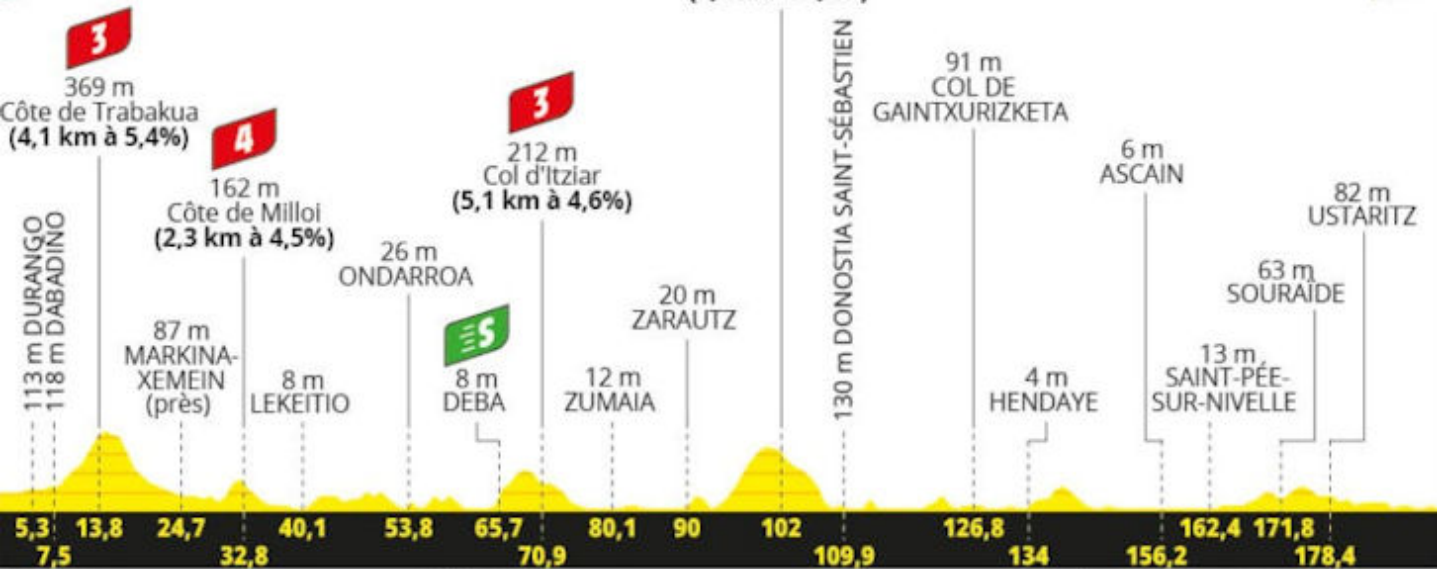 3
369 m
Côte de Trabakua
(4,1 km à 5,4%)
4
162 m
Côte de Milloi
(2,3 km à 4,5%)
3
212 m
Col d'Itziar
(5,1 km à 4,6%)
113 m DURANGO
118 m DABADINO
87 m
MARKINA-
XEMEIN
(près)
8 m
LEKEITIO
26 m
ONDARROA
S
8 m
DEBA
12 m
ZUMAIA
20 m
ZARAUTZ
130 m DONOSTIA SAINT-SÉBASTIEN
91 m
COL DE
GAINTXURIZKETA
4 m
HENDAYE
6 m
ASCAIN
13 m
SAINT-PÉE-
SUR-NIVELLE
63 m
SOURAÏDE
82 m
USTARITZ
5,3 13,8 24,7 40,1 53,8 65,7 80,1 90 102 126,8 162,4 171,8
7,5 32,8 70,9 109,9 134 156,2 178,4